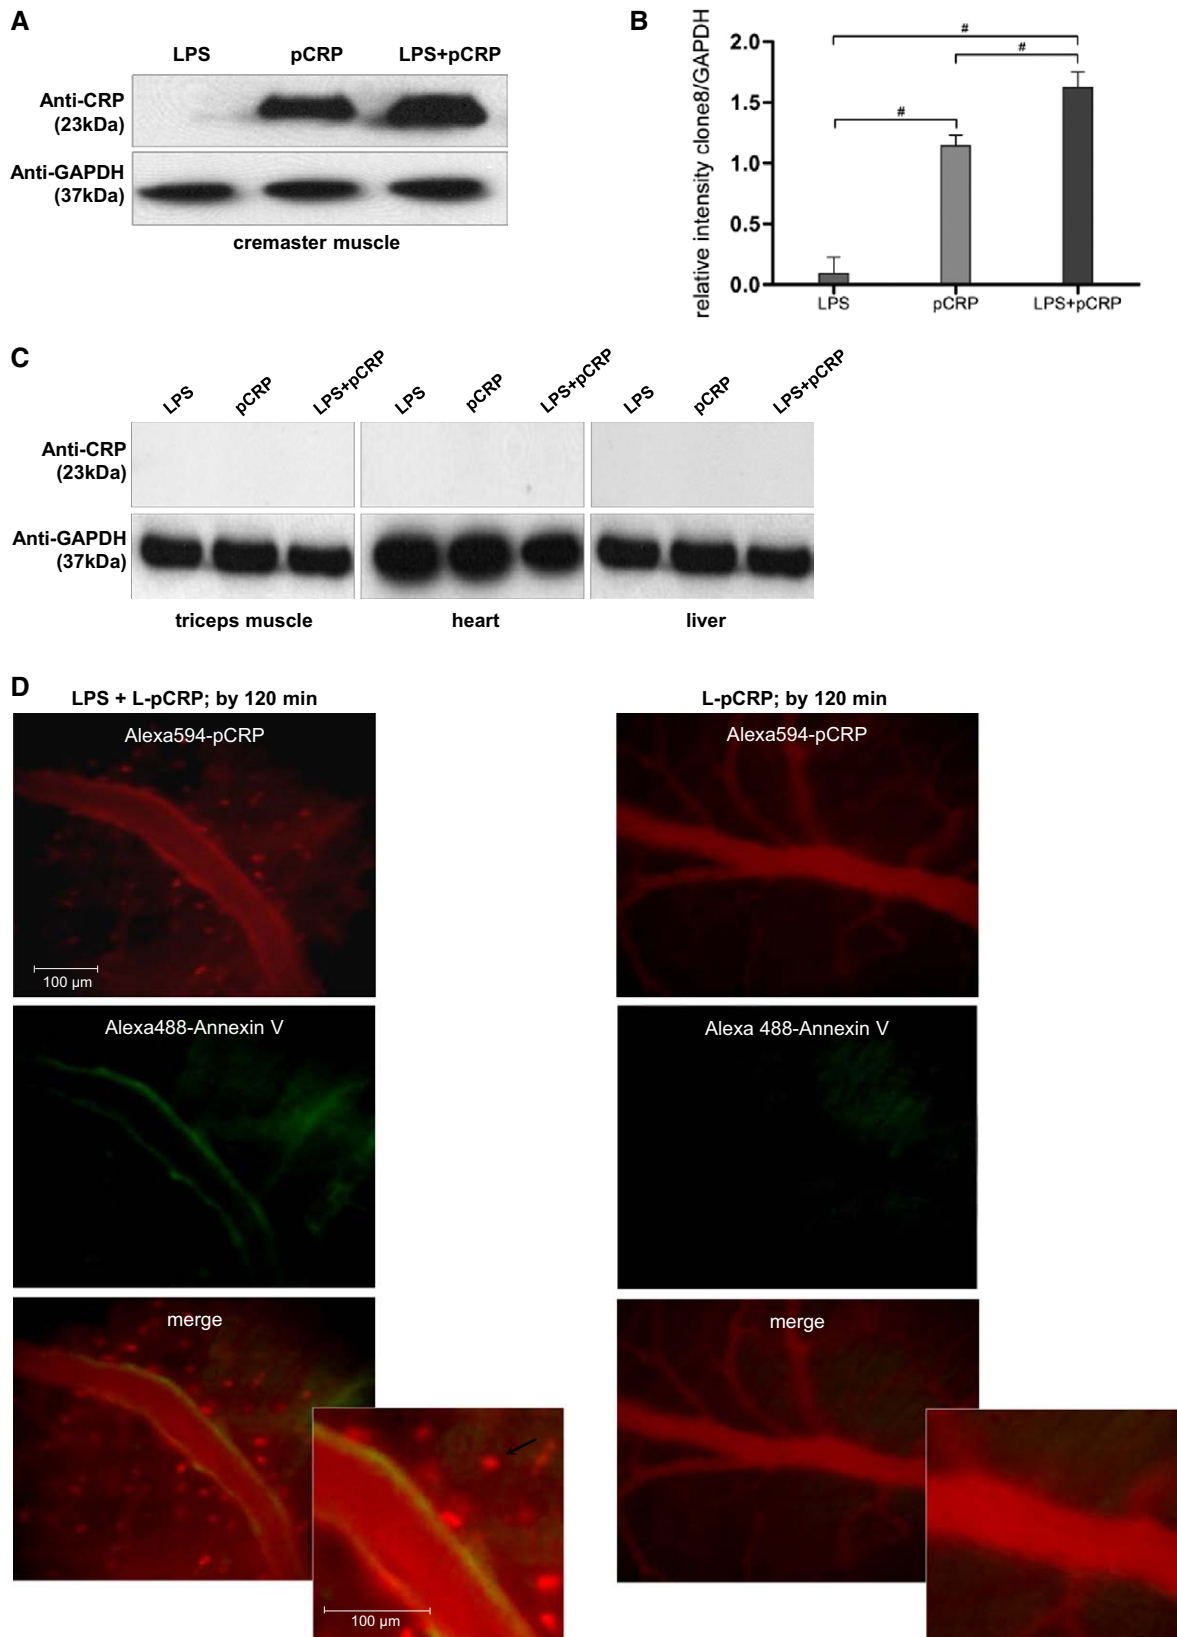 A
LPS pCRP LPS+pCRP
Anti-CRP
(23kDa)
Anti-GAPDH
(37kDa)
cremaster muscle
B
relative intensity clone8/GAPDH
2.0
1.5
1.0
0.5
0.0
#
#
#
LPS pCRP LPS+pCRP
C
LPS pCRP LPS+pCRP LPS pCRP LPS+pCRP LPS pCRP LPS+pCRP
Anti-CRP
(23kDa)
Anti-GAPDH
(37kDa)
triceps muscle heart liver
D
LPS + L-pCRP; by 120 min
Alexa594-pCRP
100 µm
Alexa488-Annexin V
merge
100 µm
L-pCRP; by 120 min
Alexa594-pCRP
Alexa 488-Annexin V
merge